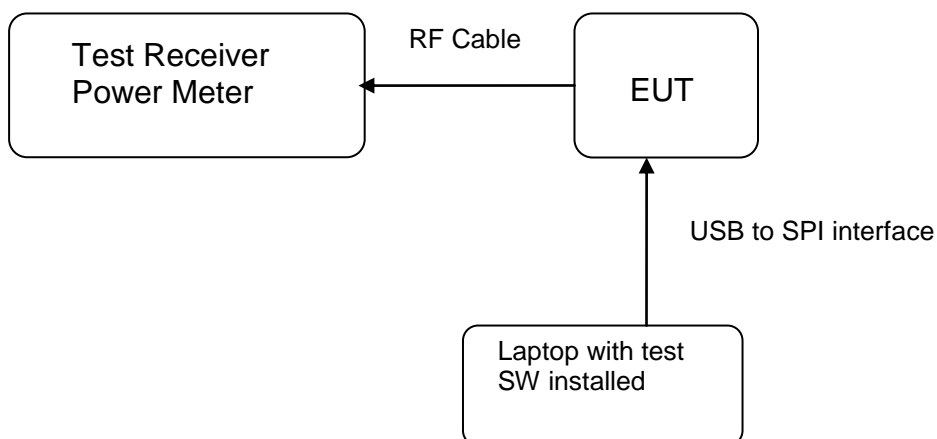 Test Receiver
Power Meter
RF Cable
EUT
USB to SPI interface
Laptop with test
SW installed